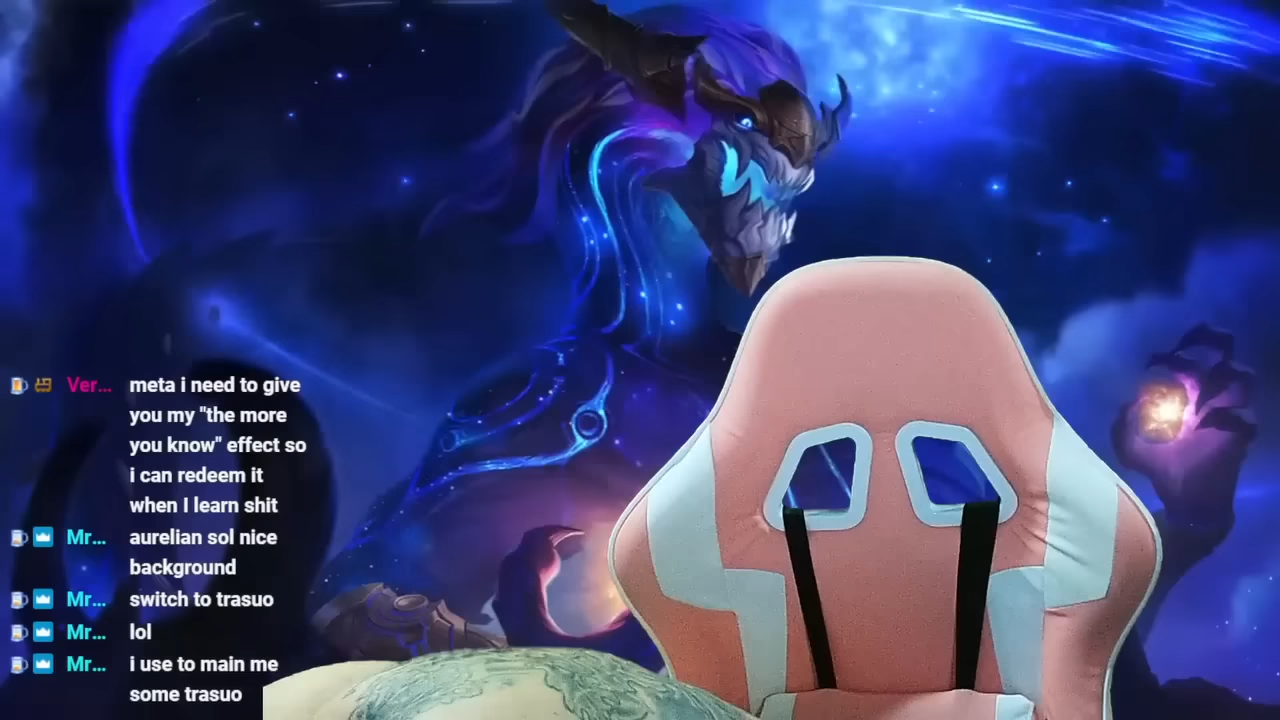 Ver... meta i need to give
you my "the more
you know" effect so
i can redeem it
when I learn shit
Mr... aurelian sol nice
background
Mr... switch to trasuo
Mr... lol
Mr... i use to main me
some trasuo